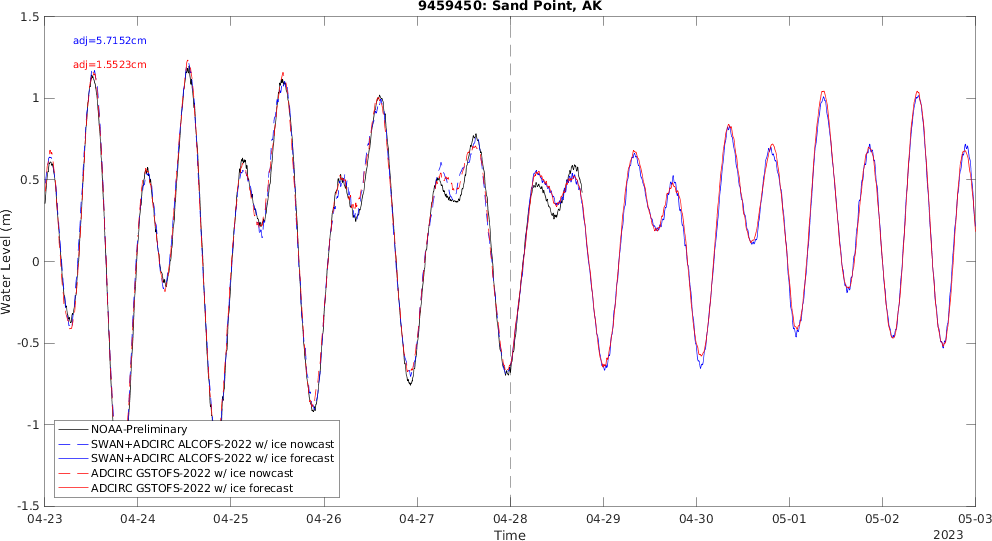 9459450: Sand Point, AK
adj=5.7152cm
adj=1.5523cm
Water Level (m)
1.5
1
0.5
0
-0.5
-1
-1.5
NOAA-Preliminary
SWAN+ADCIRC ALCOFS-2022 w/ ice nowcast
SWAN+ADCIRC ALCOFS-2022 w/ ice forecast
ADCIRC GSTOFS-2022 w/ ice nowcast
ADCIRC GSTOFS-2022 w/ ice forecast
04-23 04-24 04-25 04-26 04-27 04-28 04-29 04-30 05-01 05-02 05-03
Time
2023